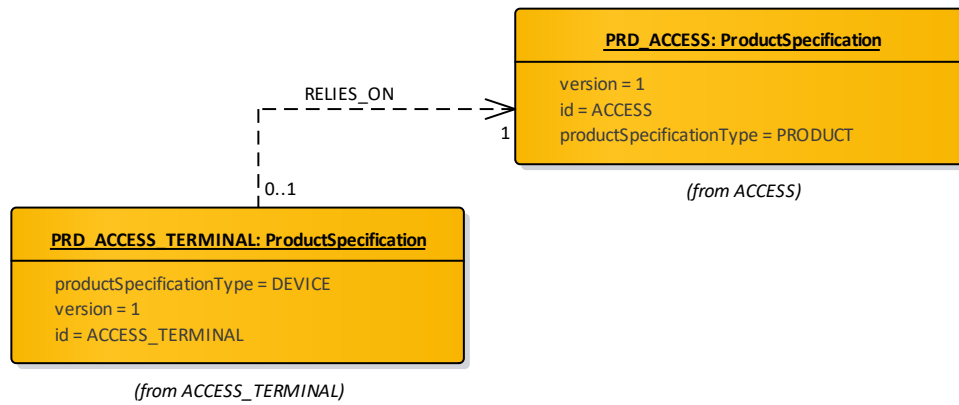 PRD_ACCESS: ProductSpecification
version = 1
id = ACCESS
productSpecificationType = PRODUCT
(from ACCESS)
RELIES_ON
1
0..1
PRD_ACCESS_TERMINAL: ProductSpecification
productSpecificationType = DEVICE
version = 1
id = ACCESS_TERMINAL
(from ACCESS_TERMINAL)